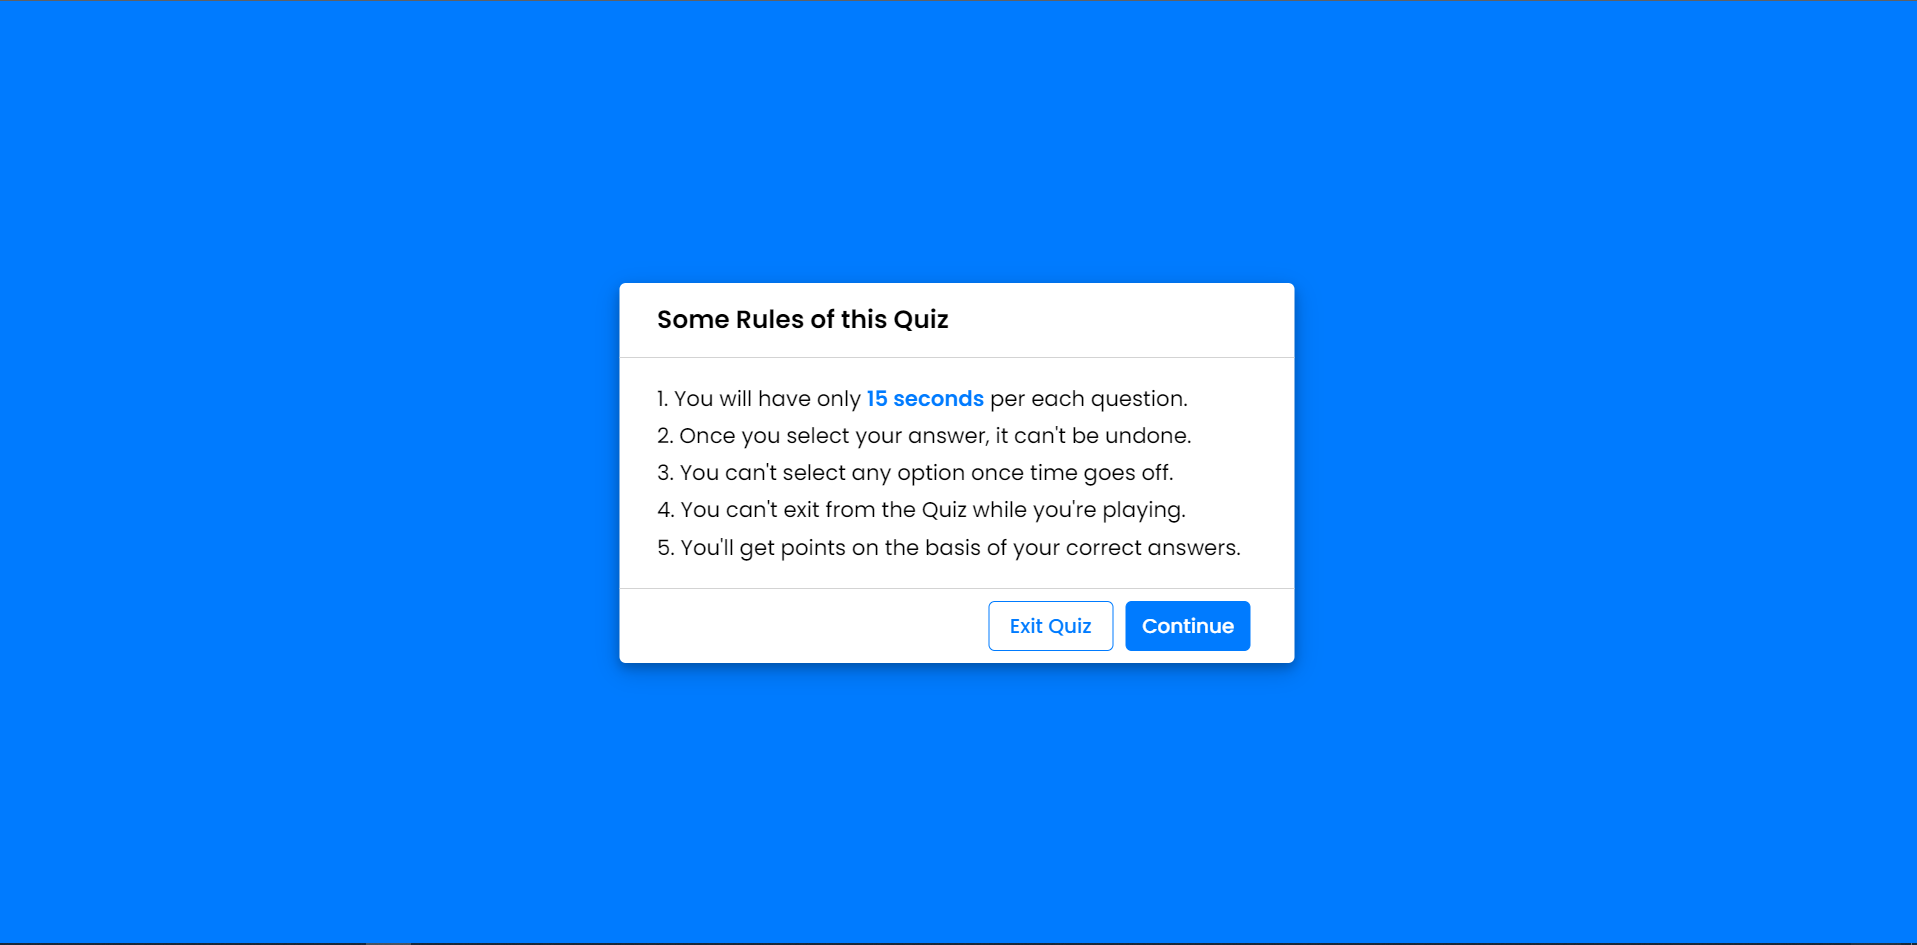 Some Rules of this Quiz
1. You will have only 15 seconds per each question.
2. Once you select your answer, it can't be undone.
3. You can't select any option once time goes off.
4. You can't exit from the Quiz while you're playing.
5. You'll get points on the basis of your correct answers.
Exit Quiz
Continue